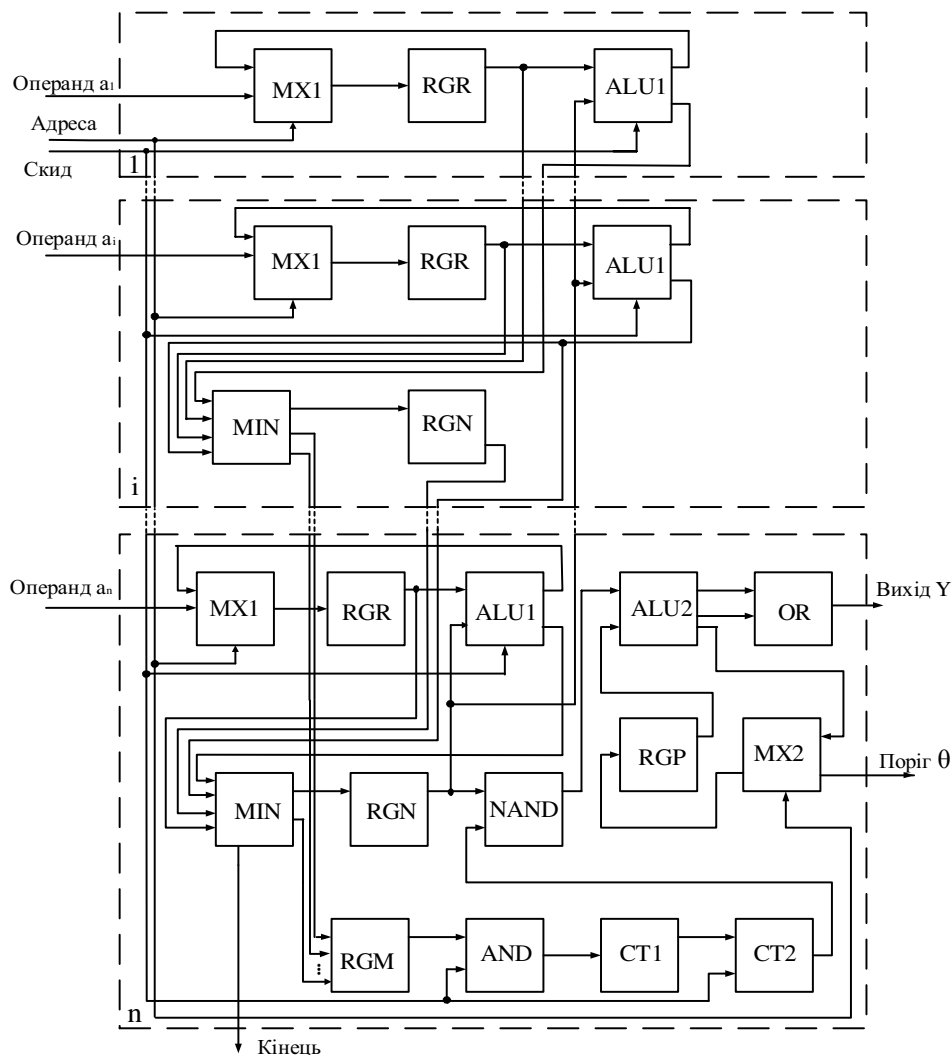 Операнд a₁
MX1
RGR
ALU1
Адреса
Скид
1
Операнд aᵢ
MX1
RGR
ALU1
MIN
RGN
i
Операнд aₙ
MX1
RGR
ALU1
ALU2
OR
Вихід Y
RGP
MX2
Поріг θ
MIN
RGN
NAND
RGM
AND
CT1
CT2
n
Кінець